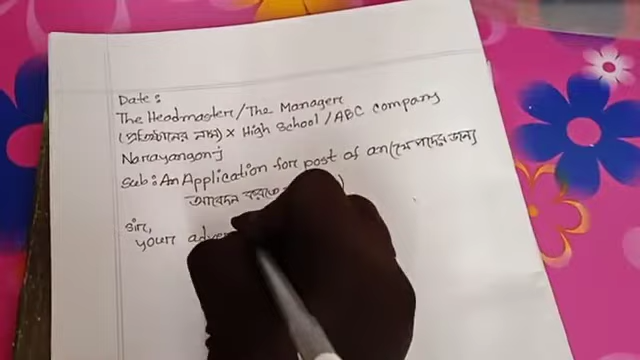 Date:
The Headmaster/The Manager
(প্রতিষ্ঠানের নাম) x High School/ABC Company
Narayangonj
Sub: An Application for post of an (যে পদের জন্য
আবেদন করতে
Sir,
your